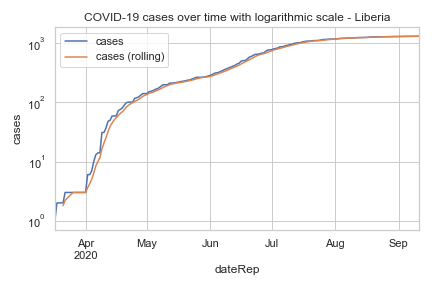 COVID-19 cases over time with logarithmic scale - Liberia
cases
cases (rolling)
10³
10²
10¹
10⁰
cases
Apr
2020
May
Jun
Jul
Aug
Sep
dateRep